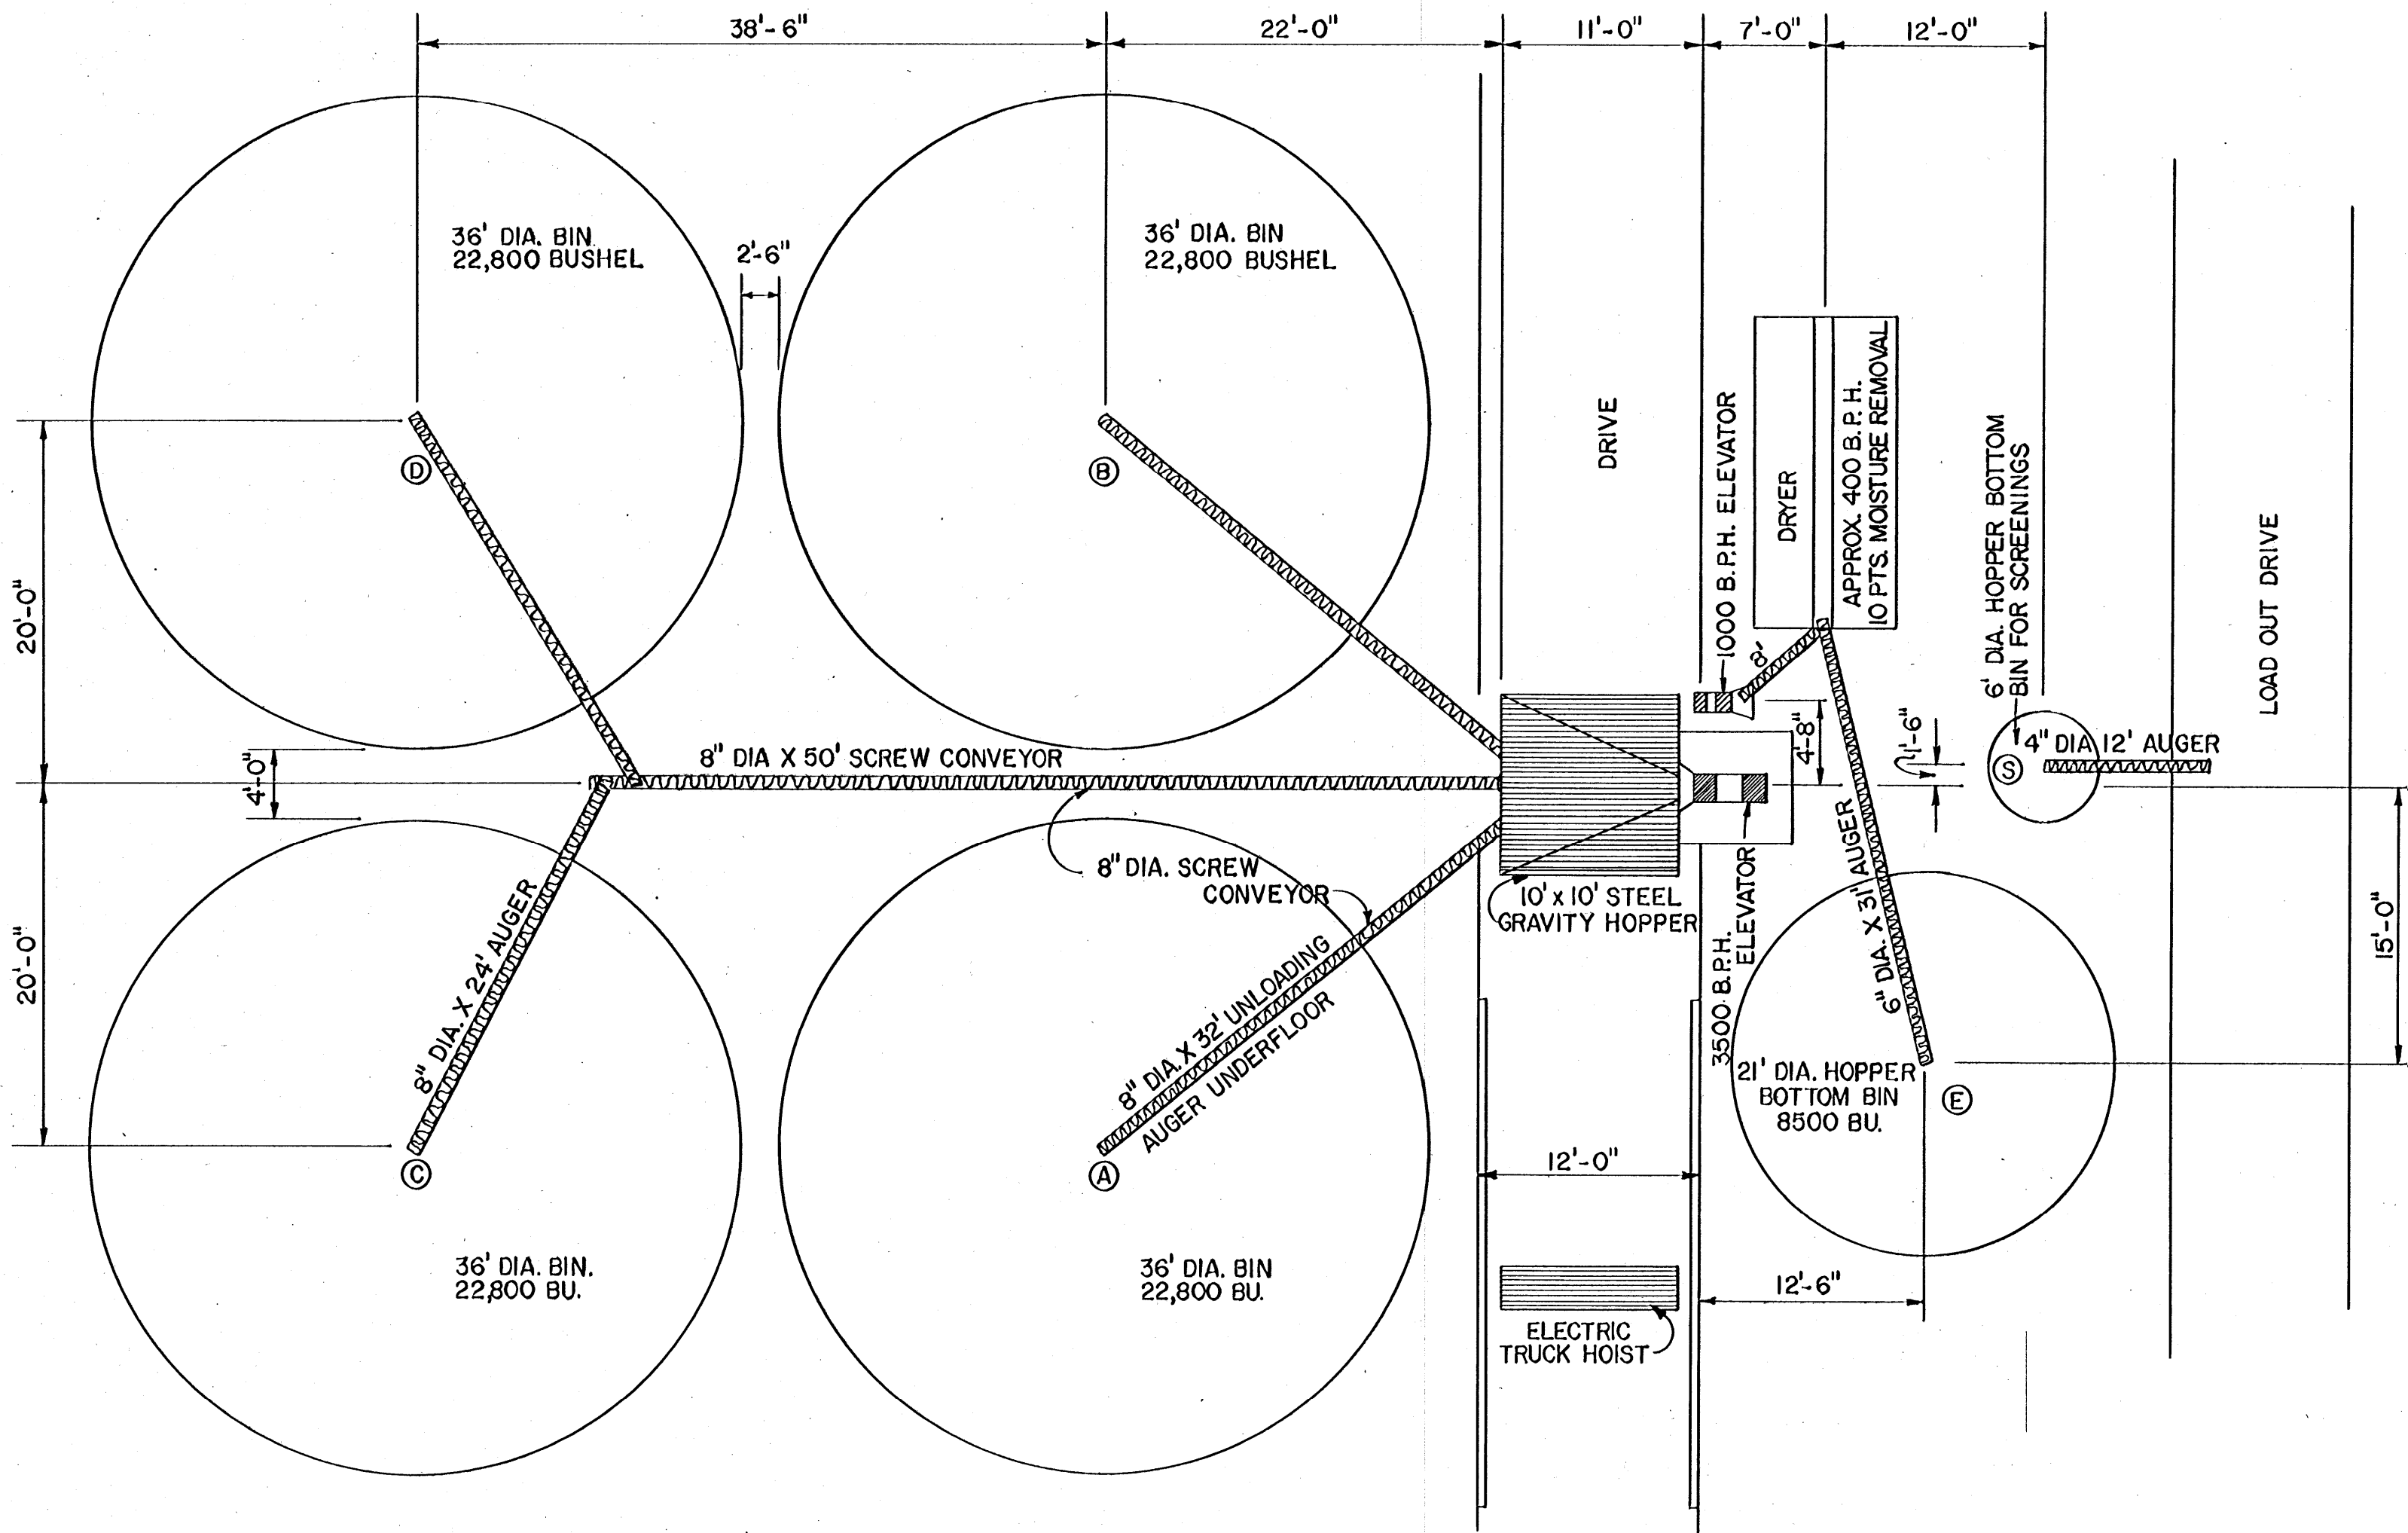 38'-6"
22'-0"
11'-0"
7'-0"
12'-0"
36' DIA. BIN
22,800 BUSHEL
2'-6"
36' DIA. BIN
22,800 BUSHEL
D
B
DRIVE
1000 B.P.H. ELEVATOR
DRYER
APPROX. 400 B.P.H.
10 PTS. MOISTURE REMOVAL
6' DIA. HOPPER BOTTOM
BIN FOR SCREENINGS
LOAD OUT DRIVE
20'-0"
8'
4'-8"
1'-6"
4" DIA 12' AUGER
S
4'-0"
8" DIA X 50' SCREW CONVEYOR
8" DIA. SCREW
CONVEYOR
10' x 10' STEEL
GRAVITY HOPPER
3500 B.P.H.
ELEVATOR
6" DIA. X 31' AUGER
20'-0"
8" DIA. X 24' AUGER
8" DIA. X 32' UNLOADING
AUGER UNDERFLOOR
15'-0"
21' DIA. HOPPER
BOTTOM BIN
8500 BU.
E
C
A
12'-0"
36' DIA. BIN.
22,800 BU.
36' DIA. BIN
22,800 BU.
12'-6"
ELECTRIC
TRUCK HOIST